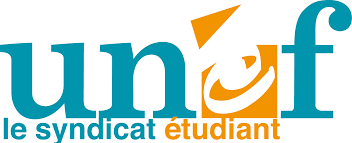 unef
le syndicat étudiant